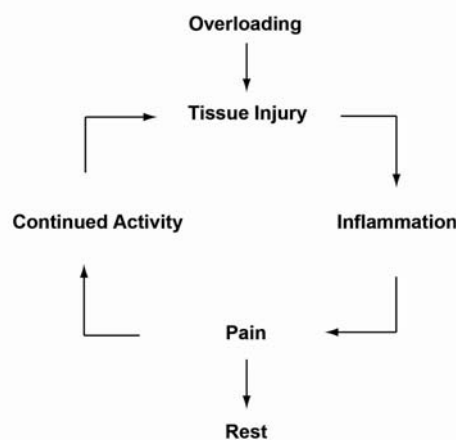 Overloading
Tissue Injury
Continued Activity
Inflammation
Pain
Rest